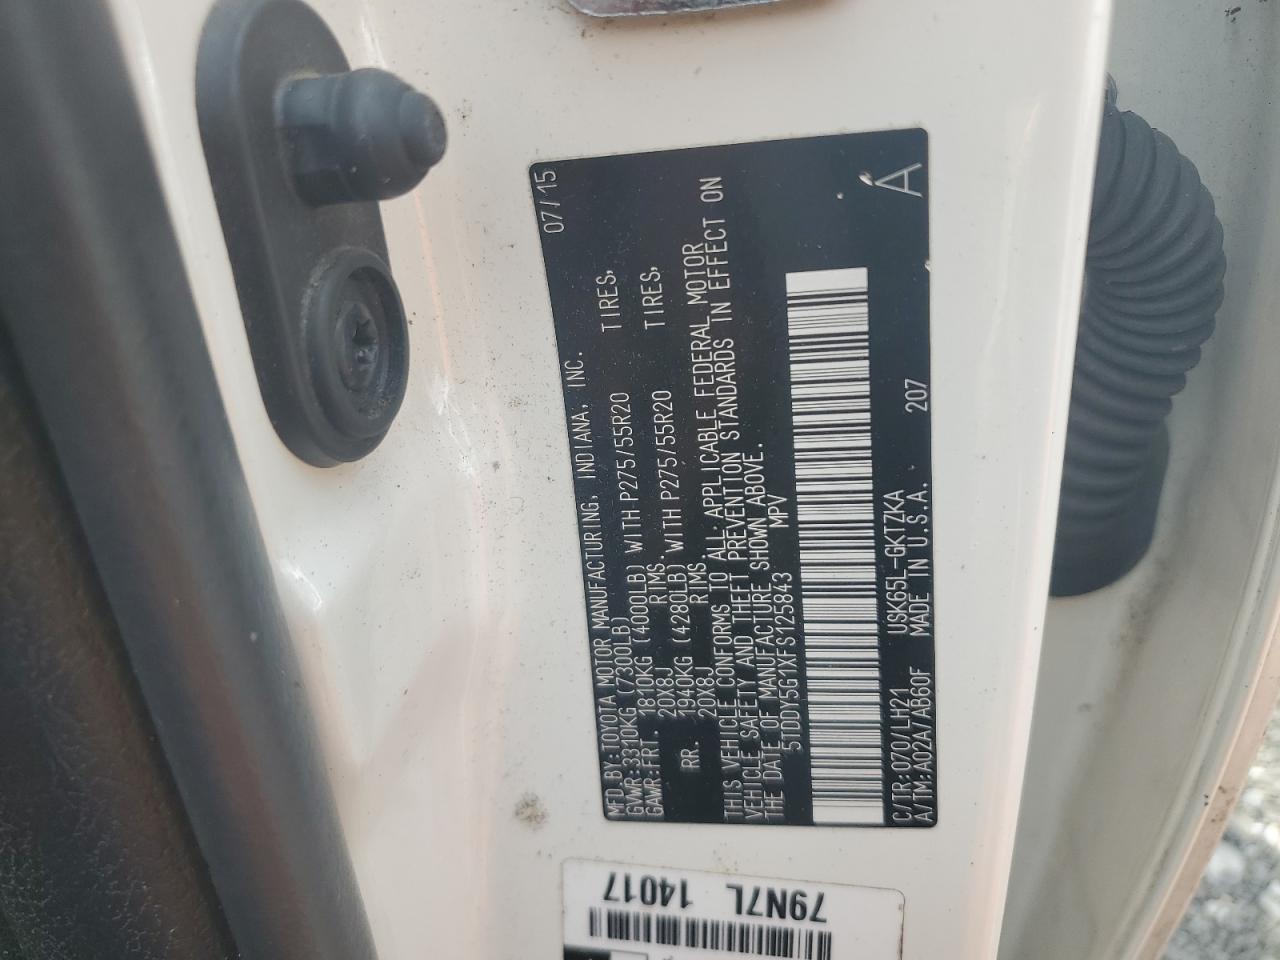 MFD BY:TOYOTA MOTOR MANUFACTURING, INDIANA, INC. 07/15
GVWR:3310KG (7300LB)
GAWR:FRT. 1810KG (4000LB) WITH P275/55R20 TIRES,
20X8J RIMS.
RR. 1940KG (4280LB) WITH P275/55R20 TIRES,
20X8J RIMS.
THIS VEHICLE CONFORMS TO ALL APPLICABLE FEDERAL MOTOR
VEHICLE SAFETY AND THEFT PREVENTION STANDARDS IN EFFECT ON
THE DATE OF MANUFACTURE SHOWN ABOVE.
5TDDY5G1XFS125843 MPV
C/TR:070/LH21 USK65L-GKTZKA
A/TM:A02A/AB60F MADE IN U.S.A. 207 A
79N7L
14017